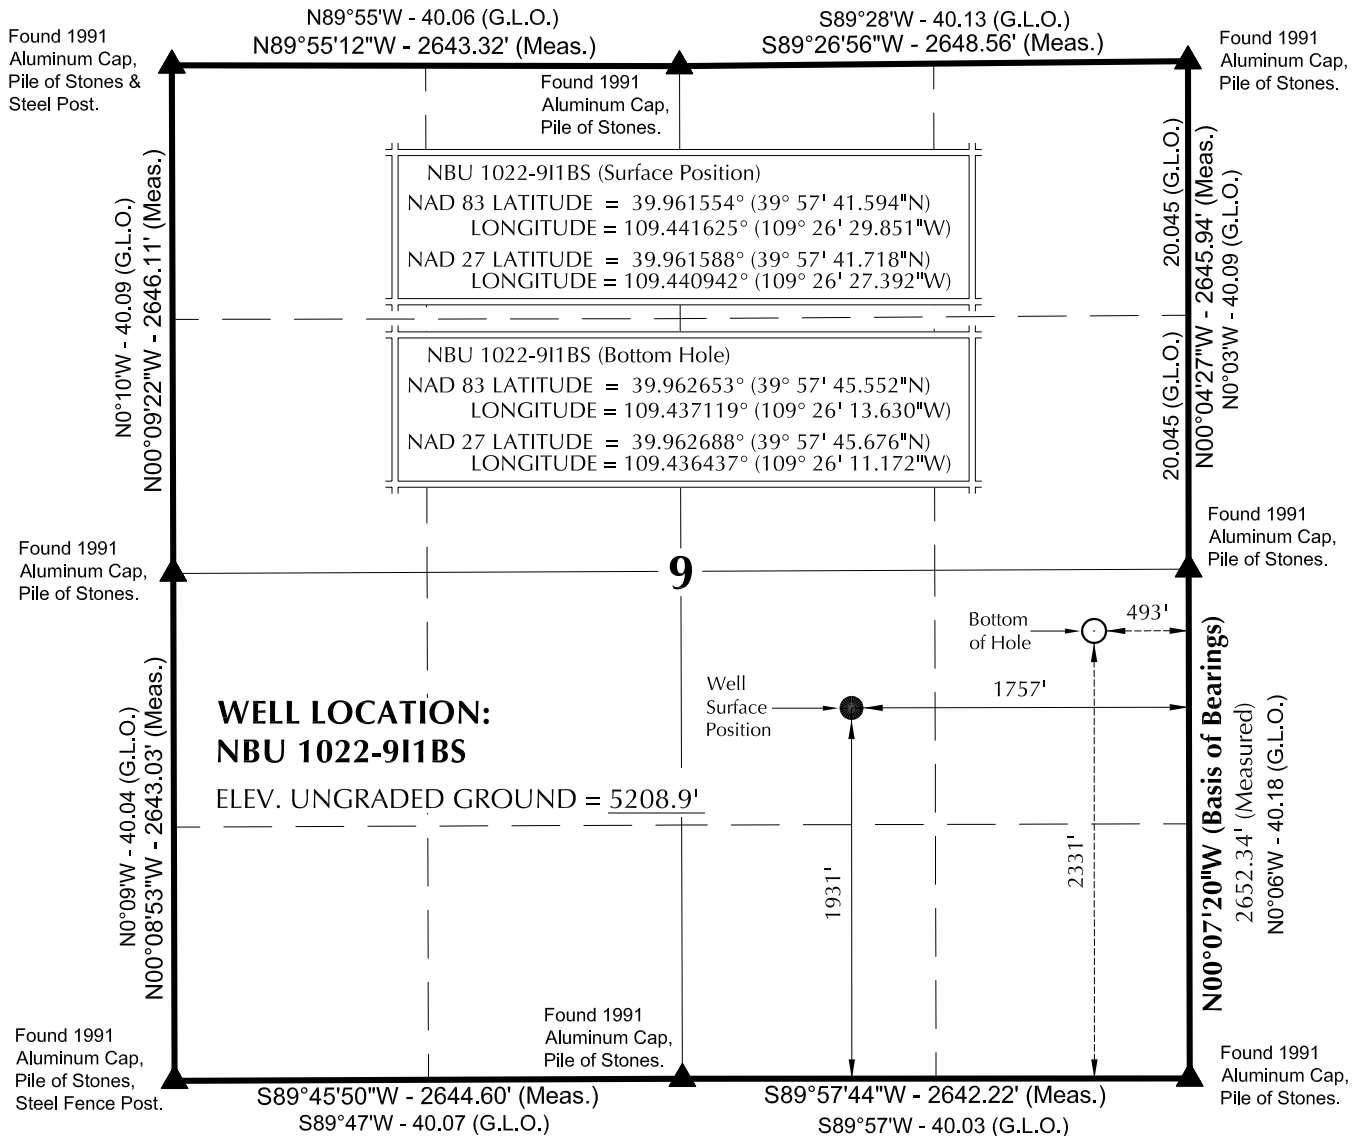 N89°55'W - 40.06 (G.L.O.)
N89°55'12"W - 2643.32' (Meas.)
S89°28'W - 40.13 (G.L.O.)
S89°26'56"W - 2648.56' (Meas.)
Found 1991
Aluminum Cap,
Pile of Stones &
Steel Post.
Found 1991
Aluminum Cap,
Pile of Stones.
Found 1991
Aluminum Cap,
Pile of Stones.
NBU 1022-9I1BS (Surface Position)
NAD 83 LATITUDE = 39.961554° (39° 57' 41.594"N)
LONGITUDE = 109.441625° (109° 26' 29.851"W)
NAD 27 LATITUDE = 39.961588° (39° 57' 41.718"N)
LONGITUDE = 109.440942° (109° 26' 27.392"W)
NBU 1022-9I1BS (Bottom Hole)
NAD 83 LATITUDE = 39.962653° (39° 57' 45.552"N)
LONGITUDE = 109.437119° (109° 26' 13.630"W)
NAD 27 LATITUDE = 39.962688° (39° 57' 45.676"N)
LONGITUDE = 109.436437° (109° 26' 11.172"W)
N0°10'W - 40.09 (G.L.O.)
N00°09'22"W - 2646.11' (Meas.)
20.045 (G.L.O.)
20.045 (G.L.O.)
N00°04'27"W - 2645.94' (Meas.)
N0°03'W - 40.09 (G.L.O.)
Found 1991
Aluminum Cap,
Pile of Stones.
9
Found 1991
Aluminum Cap,
Pile of Stones.
Bottom
of Hole
493'
Well
Surface
Position
1757'
WELL LOCATION:
NBU 1022-9I1BS
ELEV. UNGRADED GROUND = 5208.9'
1931'
2331'
N0°09'W - 40.04 (G.L.O.)
N00°08'53"W - 2643.03' (Meas.)
N00°07'20"W (Basis of Bearings)
2652.34' (Measured)
N0°06'W - 40.18 (G.L.O.)
Found 1991
Aluminum Cap,
Pile of Stones,
Steel Fence Post.
Found 1991
Aluminum Cap,
Pile of Stones.
Found 1991
Aluminum Cap,
Pile of Stones.
S89°45'50"W - 2644.60' (Meas.)
S89°47'W - 40.07 (G.L.O.)
S89°57'44"W - 2642.22' (Meas.)
S89°57'W - 40.03 (G.L.O.)